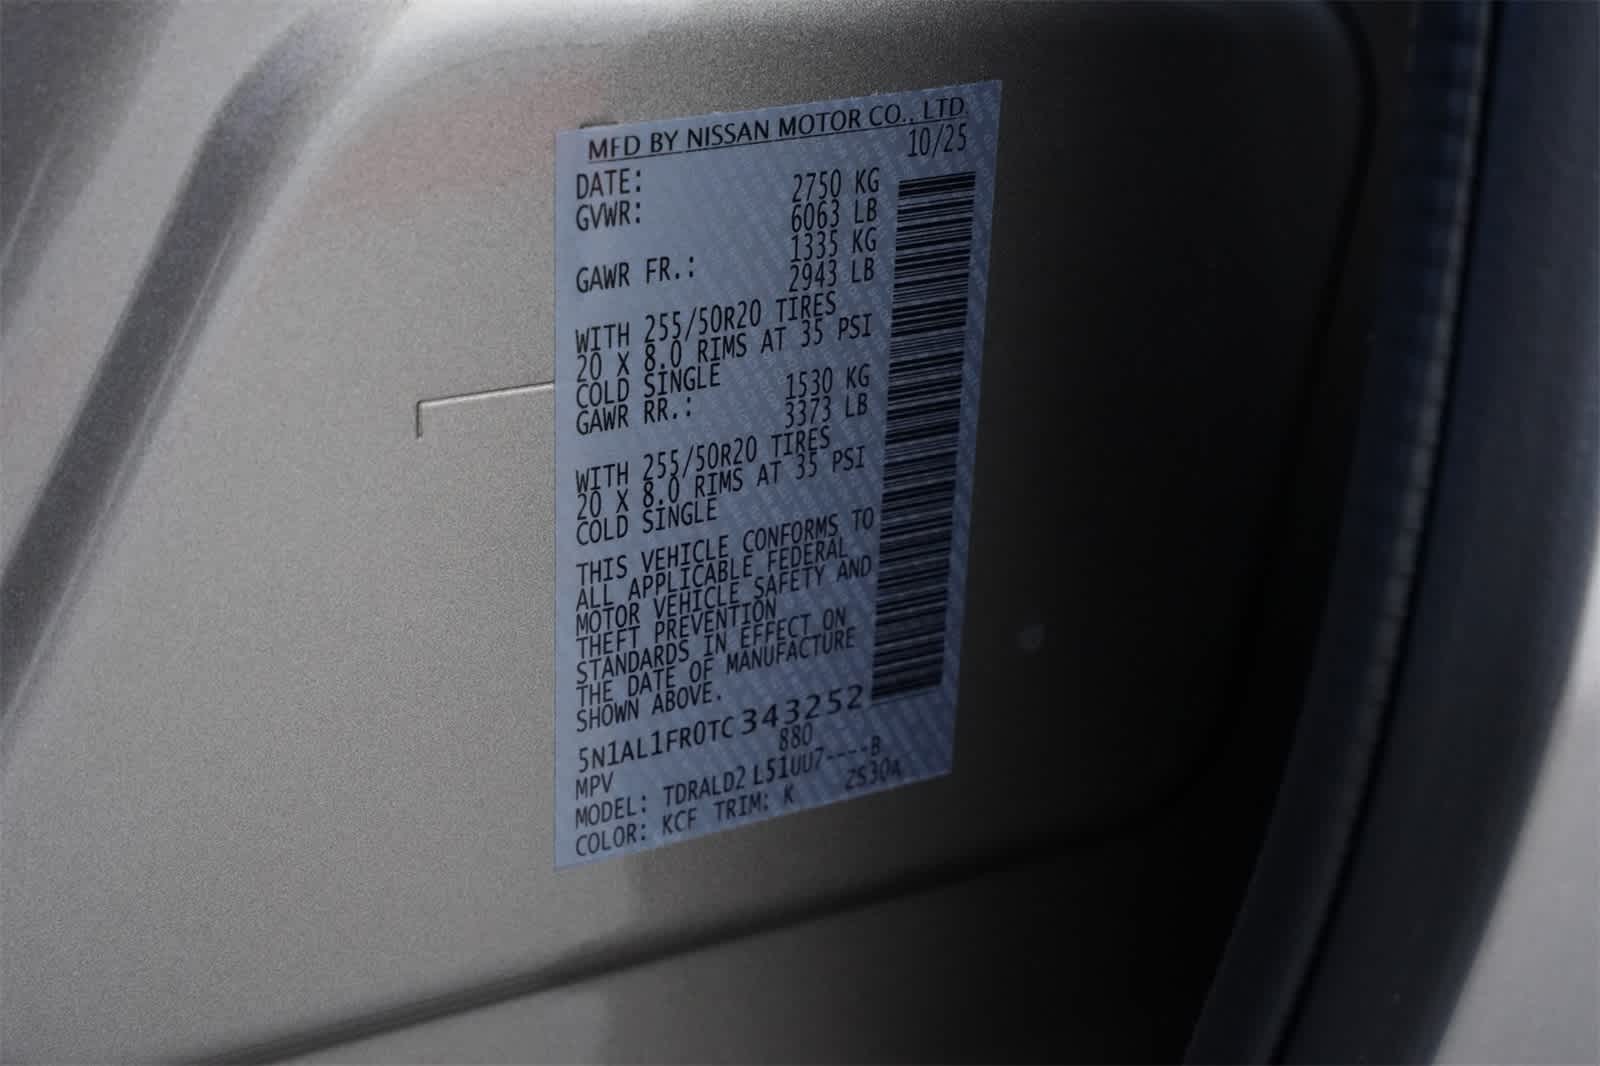 MFD BY NISSAN MOTOR CO., LTD.
DATE: 10/25
GVWR: 2750 KG
6063 LB
GAWR FR.: 1335 KG
2943 LB
WITH 255/50R20 TIRES
20 X 8.0 RIMS AT 35 PSI
COLD SINGLE
GAWR RR.: 1530 KG
3373 LB
WITH 255/50R20 TIRES
20 X 8.0 RIMS AT 35 PSI
COLD SINGLE
THIS VEHICLE CONFORMS TO
ALL APPLICABLE FEDERAL
MOTOR VEHICLE SAFETY AND
THEFT PREVENTION
STANDARDS IN EFFECT ON
THE DATE OF MANUFACTURE
SHOWN ABOVE.
5N1AL1FR0TC343252
MPV 880
MODEL: TDRALD2 L51UU7----B
COLOR: KCF TRIM: K 2S30A